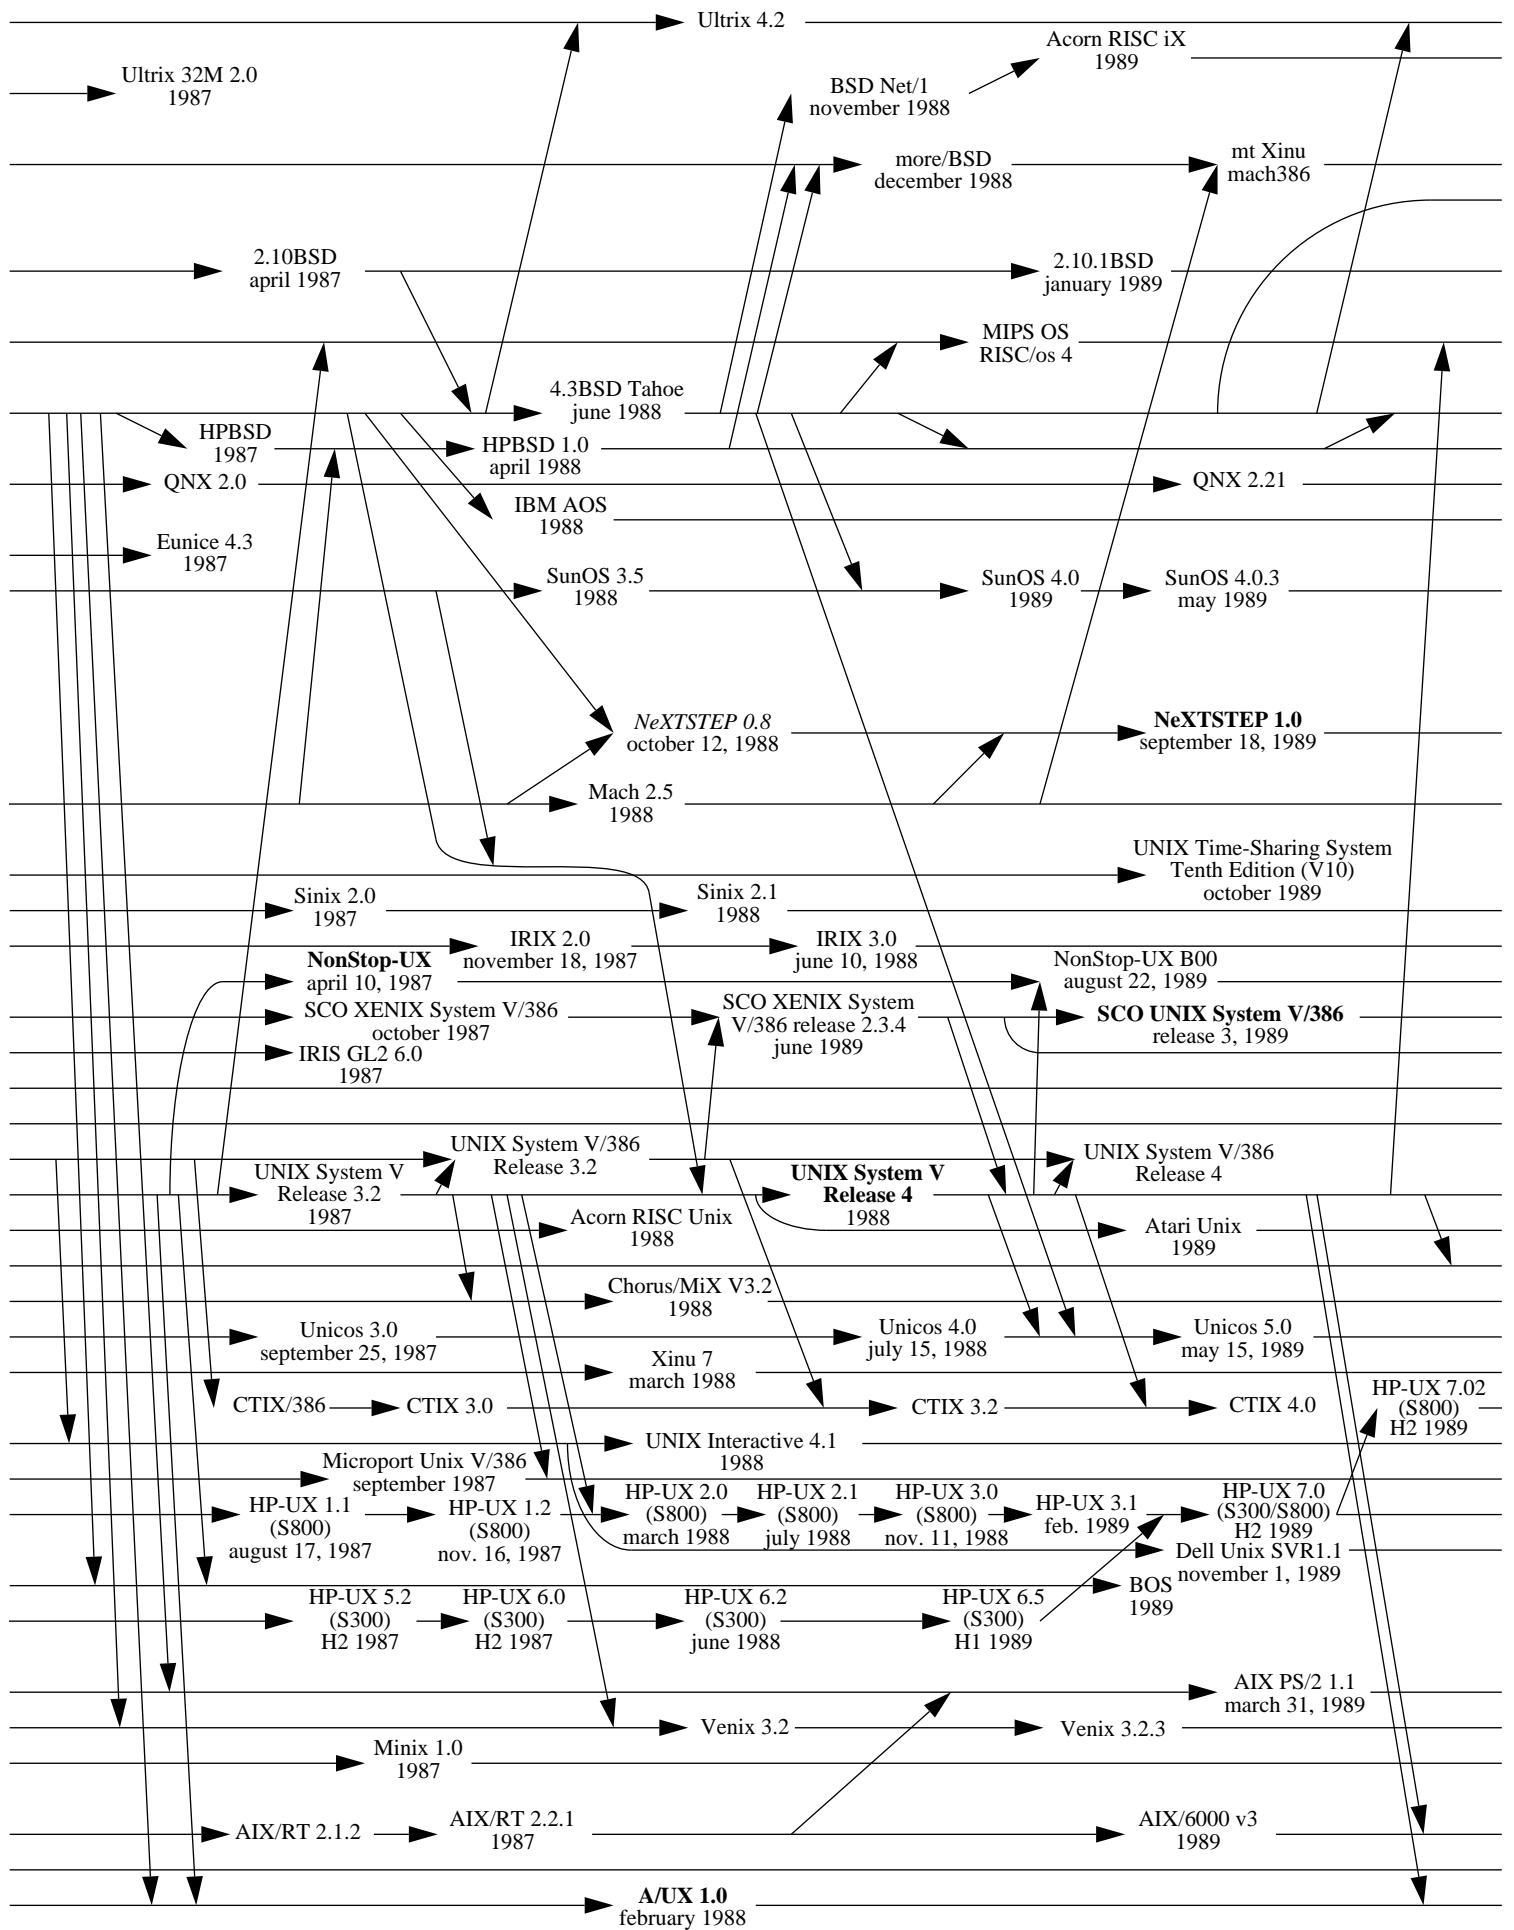 Ultrix 4.2
Acorn RISC iX
1989
Ultrix 32M 2.0
1987
BSD Net/1
november 1988
mt Xinu
mach386
more/BSD
december 1988
2.10BSD
april 1987
2.10.1BSD
january 1989
MIPS OS
RISC/os 4
4.3BSD Tahoe
june 1988
HPBSD
1987
HPBSD 1.0
april 1988
QNX 2.0
QNX 2.21
IBM AOS
1988
Eunice 4.3
1987
SunOS 3.5
1988
SunOS 4.0
1989
SunOS 4.0.3
may 1989
NeXTSTEP 0.8
october 12, 1988
NeXTSTEP 1.0
september 18, 1989
Mach 2.5
1988
UNIX Time-Sharing System
Tenth Edition (V10)
october 1989
Sinix 2.0
1987
Sinix 2.1
1988
IRIX 2.0
november 18, 1987
IRIX 3.0
june 10, 1988
NonStop-UX
april 10, 1987
NonStop-UX B00
august 22, 1989
SCO XENIX System V/386
october 1987
SCO XENIX System
V/386 release 2.3.4
june 1989
SCO UNIX System V/386
release 3, 1989
IRIS GL2 6.0
1987
UNIX System V/386
Release 3.2
UNIX System V/386
Release 4
UNIX System V
Release 3.2
1987
UNIX System V
Release 4
1988
Acorn RISC Unix
1988
Atari Unix
1989
Chorus/MiX V3.2
1988
Unicos 3.0
september 25, 1987
Unicos 4.0
july 15, 1988
Unicos 5.0
may 15, 1989
Xinu 7
march 1988
CTIX/386
CTIX 3.0
CTIX 3.2
CTIX 4.0
HP-UX 7.02
(S800)
H2 1989
UNIX Interactive 4.1
1988
Microport Unix V/386
september 1987
HP-UX 1.1
(S800)
august 17, 1987
HP-UX 1.2
(S800)
nov. 16, 1987
HP-UX 2.0
(S800)
march 1988
HP-UX 2.1
(S800)
july 1988
HP-UX 3.0
(S800)
nov. 11, 1988
HP-UX 3.1
feb. 1989
HP-UX 7.0
(S300/S800)
H2 1989
Dell Unix SVR1.1
november 1, 1989
BOS
1989
HP-UX 5.2
(S300)
H2 1987
HP-UX 6.0
(S300)
H2 1987
HP-UX 6.2
(S300)
june 1988
HP-UX 6.5
(S300)
H1 1989
AIX PS/2 1.1
march 31, 1989
Venix 3.2
Venix 3.2.3
Minix 1.0
1987
AIX/RT 2.1.2
AIX/RT 2.2.1
1987
AIX/6000 v3
1989
A/UX 1.0
february 1988